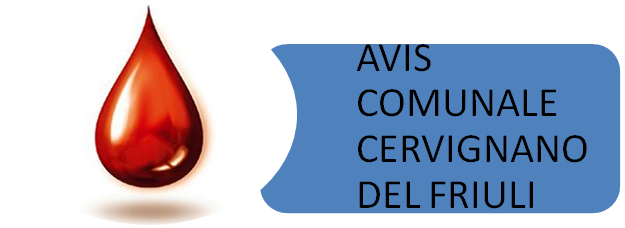 AVIS
COMUNALE
CERVIGNANO
DEL FRIULI